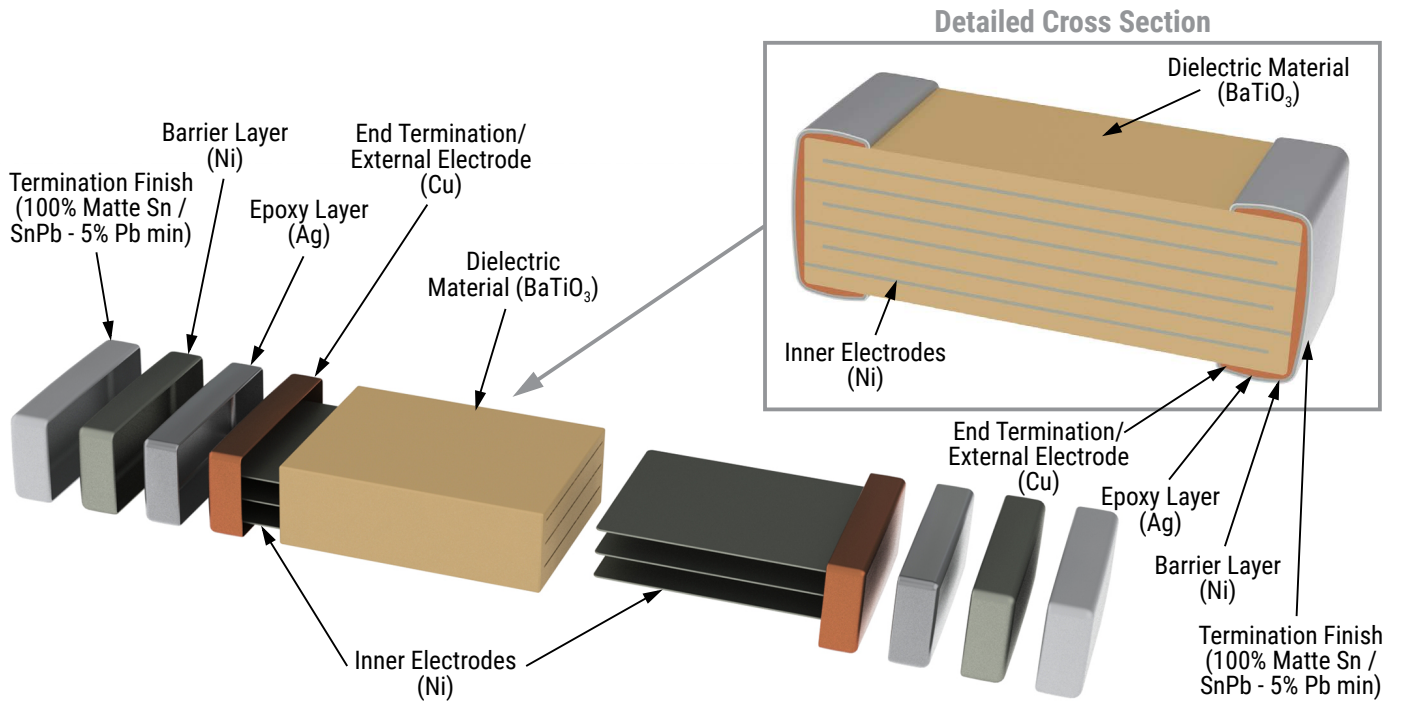 Detailed Cross Section
Dielectric Material
(BaTiO₃)
Inner Electrodes
(Ni)
Barrier Layer
(Ni)
End Termination/
External Electrode
(Cu)
Termination Finish
(100% Matte Sn /
SnPb - 5% Pb min)
Epoxy Layer
(Ag)
Dielectric
Material (BaTiO₃)
Inner Electrodes
(Ni)
End Termination/
External Electrode
(Cu)
Epoxy Layer
(Ag)
Barrier Layer
(Ni)
Termination Finish
(100% Matte Sn /
SnPb - 5% Pb min)